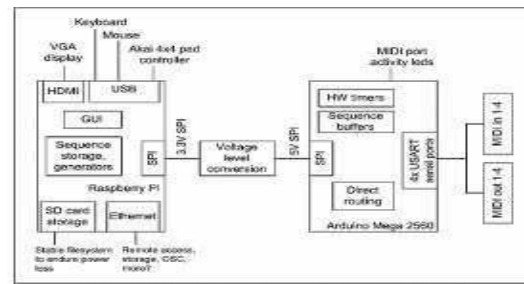 Keyboard
Mouse
VGA
display
Akai 4x4 pad
controller
MIDI port
activity leds
HDMI
USB
GUI
Sequence storage,
generators
SPI
Raspberry PI
SD card
storage
Ethernet
Stable filesystem
to endure power
loss
Remote access,
storage, OSC,
more?
3.3V SPI
Voltage
level
conversion
5V SPI
HW timers
Sequence buffers
SPI
Direct
routing
4x USART
serial ports
Arduino Mega 2560
MIDI in 1-4
MIDI out 1-4